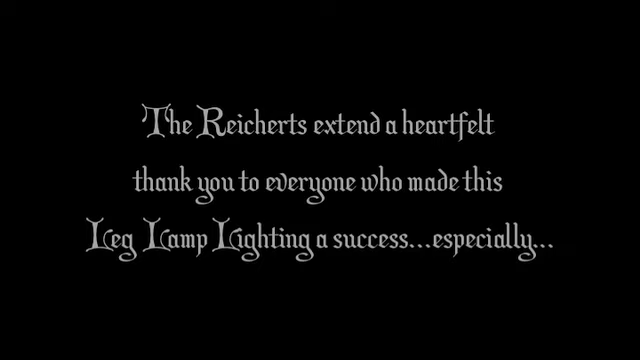 The Reicherts extend a heartfelt
thank you to everyone who made this
Leg Lamp Lighting a success...especially...